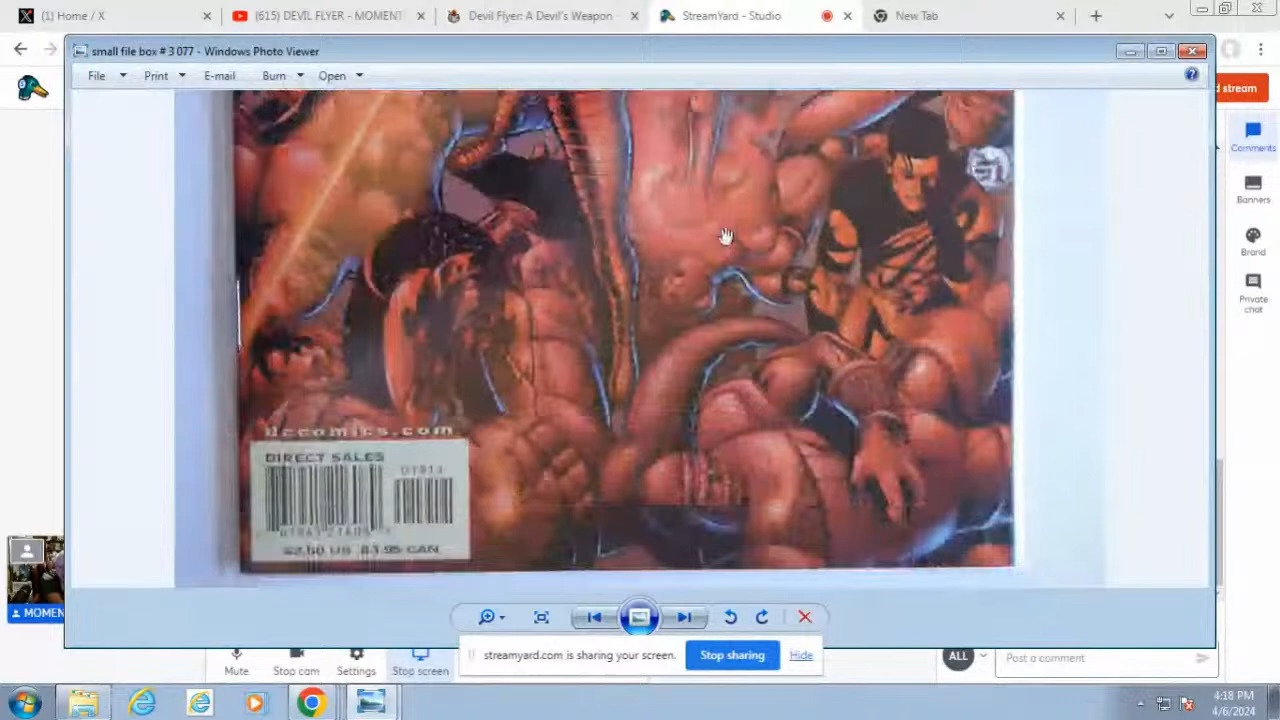 (1) Home / X
(615) DEVIL FLYER - MOMENT
Devil Flyer: A Devil's Weapon
StreamYard - Studio
New Tab
small file box # 3 077 - Windows Photo Viewer
File
Print
E-mail
Burn
Open
d stream
Comments
Banners
Brand
Private
chat
dccomics.com
DIRECT SALES
$2.50 US $3.95 CAN
MOMEN
streamyard.com is sharing your screen.
Stop sharing
Hide
Mute
Stop cam
Settings
Stop screen
ALL
Post a comment
4:18 PM
4/6/2024